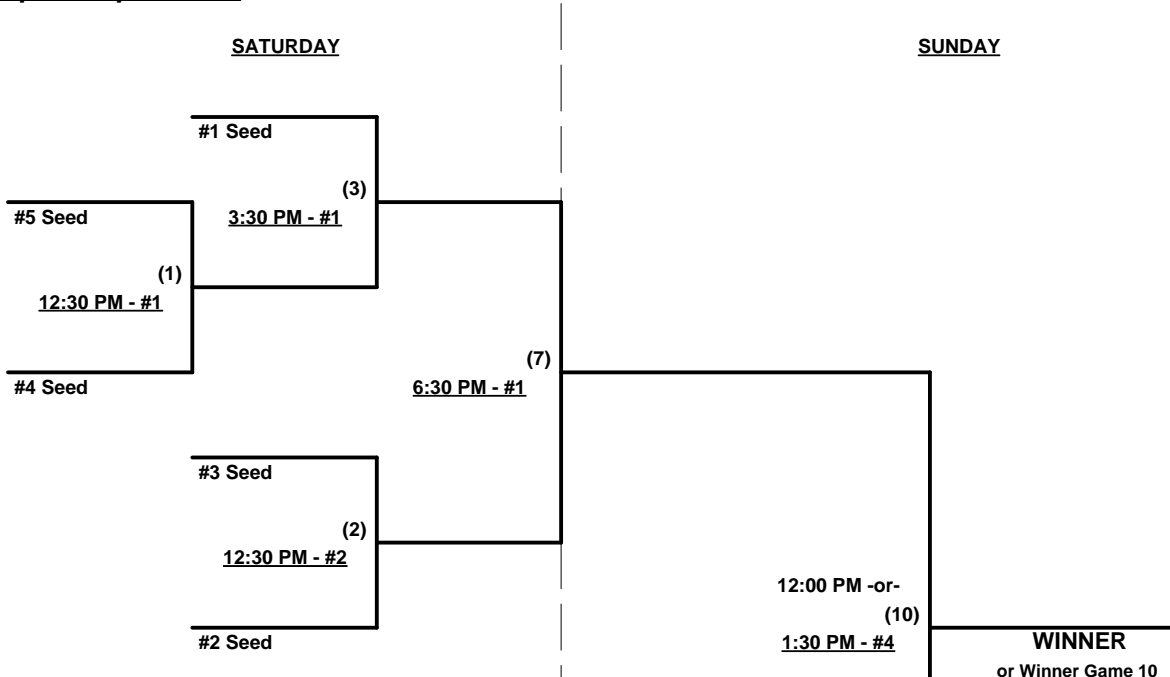 SATURDAY
SUNDAY
#1 Seed
(3)
3:30 PM - #1
#5 Seed
(1)
12:30 PM - #1
#4 Seed
(7)
6:30 PM - #1
#3 Seed
(2)
12:30 PM - #2
#2 Seed
12:00 PM -or-
(10)
1:30 PM - #4
WINNER
or Winner Game 10